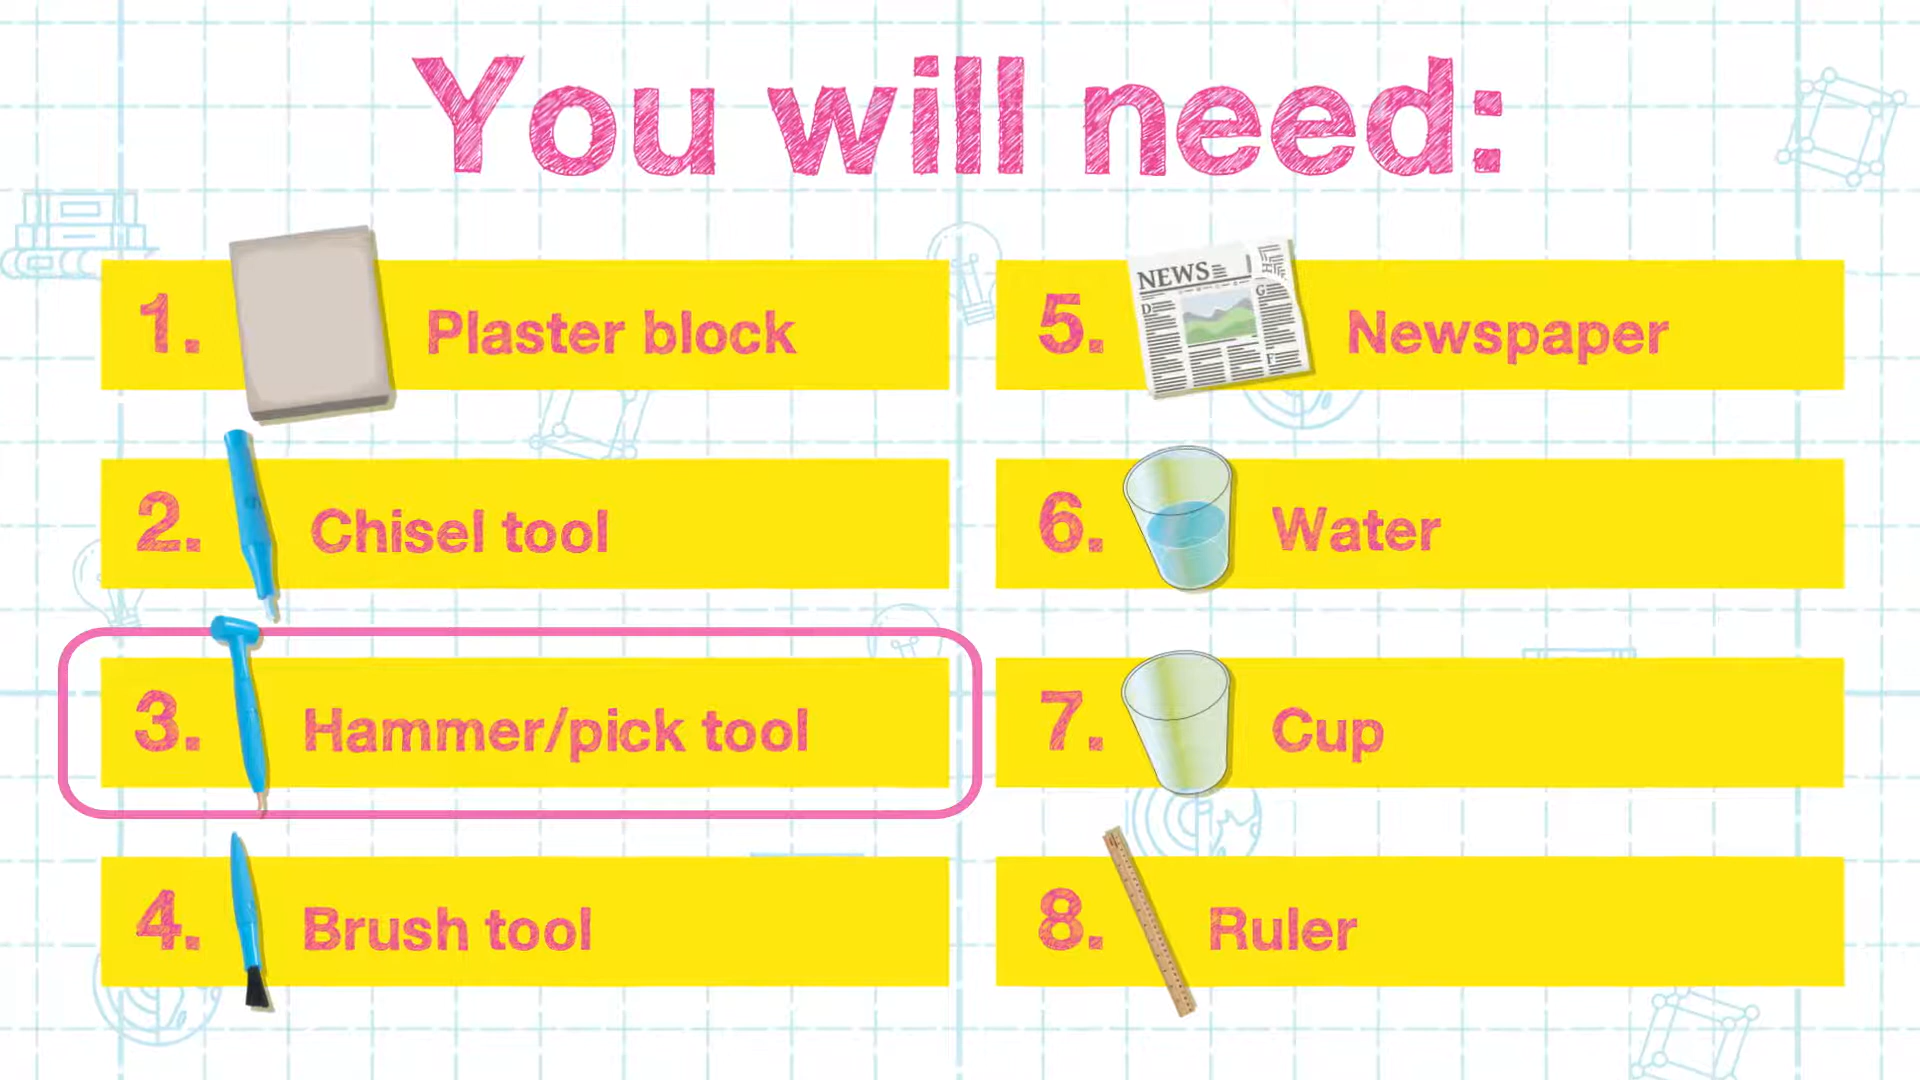 You will need:
1. Plaster block
2. Chisel tool
3. Hammer/pick tool
4. Brush tool
5. NEWS Newspaper
6. Water
7. Cup
8. Ruler